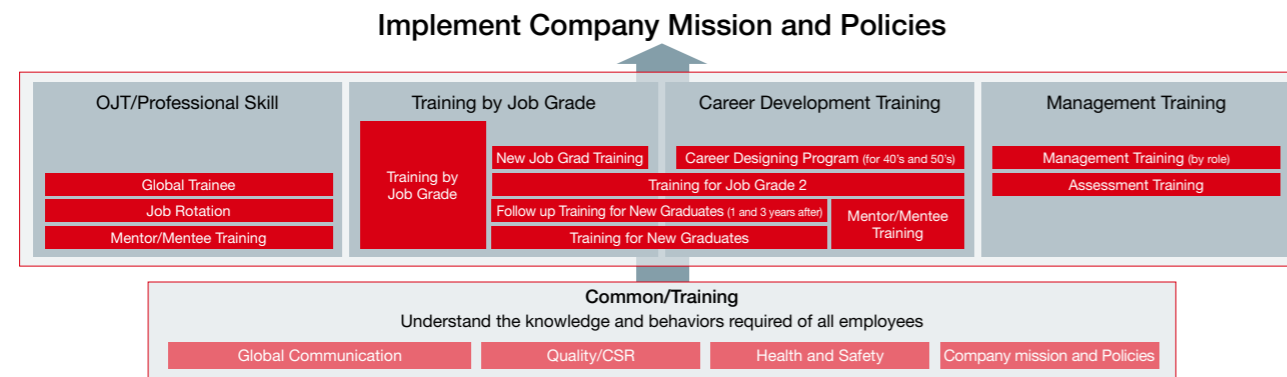 Implement Company Mission and Policies
OJT/Professional Skill
Global Trainee
Job Rotation
Mentor/Mentee Training
Training by Job Grade
Training by
Job Grade
New Job Grad Training
Career Development Training
Career Designing Program (for 40's and 50's)
Training for Job Grade 2
Follow up Training for New Graduates (1 and 3 years after)
Training for New Graduates
Mentor/Mentee
Training
Management Training
Management Training (by role)
Assessment Training
Common/Training
Understand the knowledge and behaviors required of all employees
Global Communication
Quality/CSR
Health and Safety
Company mission and Policies